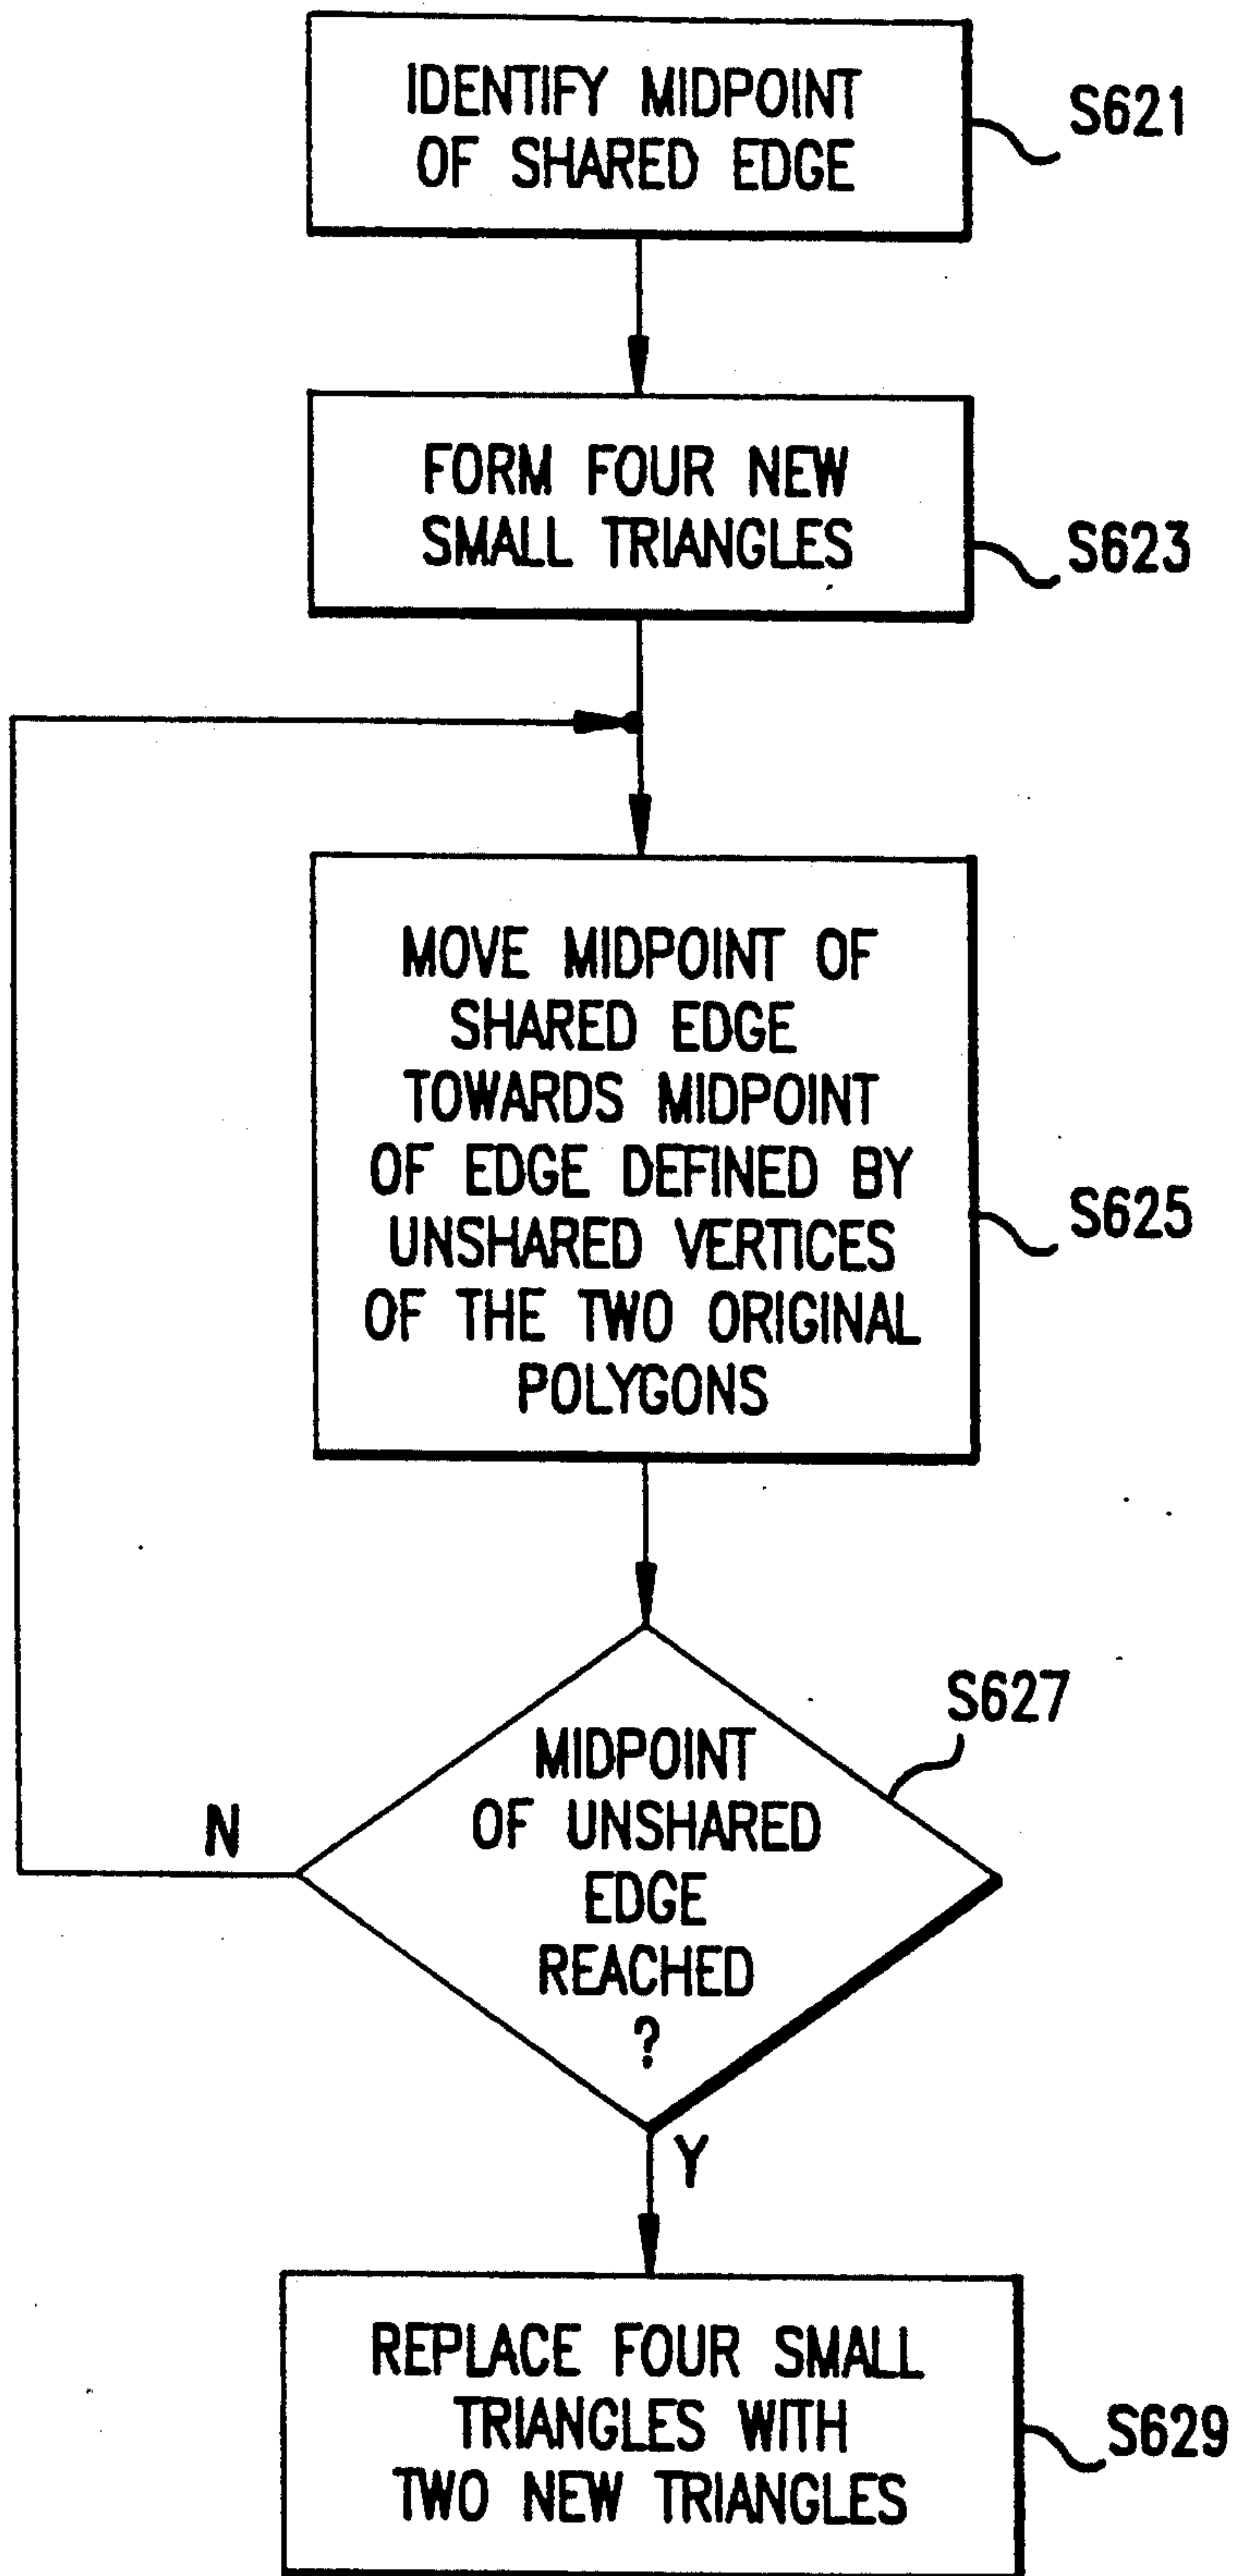 IDENTIFY MIDPOINT
OF SHARED EDGE
S621
FORM FOUR NEW
SMALL TRIANGLES
S623
MOVE MIDPOINT OF
SHARED EDGE
TOWARDS MIDPOINT
OF EDGE DEFINED BY
UNSHARED VERTICES
OF THE TWO ORIGINAL
POLYGONS
S625
S627
MIDPOINT
OF UNSHARED
EDGE
REACHED
?
N
Y
REPLACE FOUR SMALL
TRIANGLES WITH
TWO NEW TRIANGLES
S629